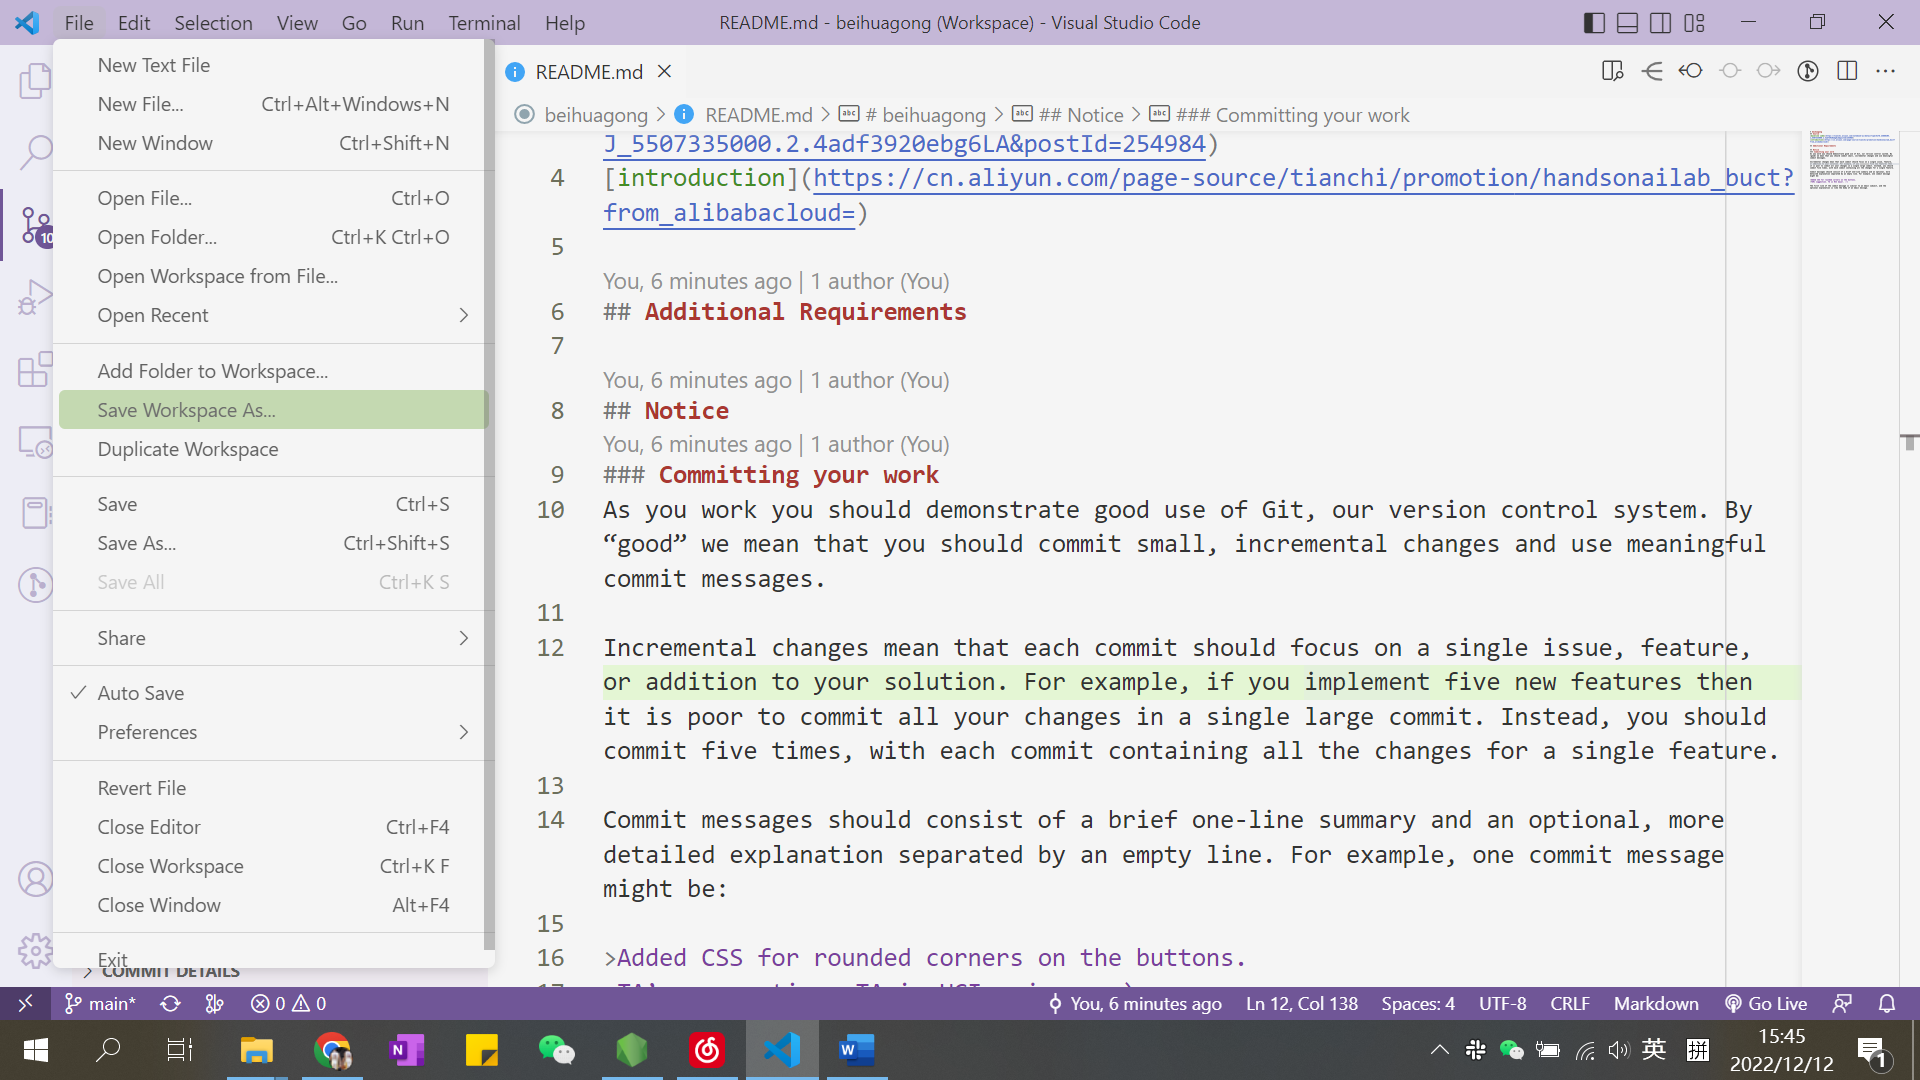 File Edit Selection View Go Run Terminal Help
README.md - beihuagong (Workspace) - Visual Studio Code
New Text File
New File... Ctrl+Alt+Windows+N
New Window Ctrl+Shift+N
Open File... Ctrl+O
Open Folder... Ctrl+K Ctrl+O
Open Workspace from File...
Open Recent
Add Folder to Workspace...
Save Workspace As...
Duplicate Workspace
Save Ctrl+S
Save As... Ctrl+Shift+S
Save All Ctrl+K S
Share
Auto Save
Preferences
Revert File
Close Editor Ctrl+F4
Close Workspace Ctrl+K F
Close Window Alt+F4
Exit
COMMIT DETAILS
10
README.md
beihuagong > README.md > # beihuagong > ## Notice > ### Committing your work
J_5507335000.2.4adf3920ebg6LA&postId=254984)
4 [introduction](https://cn.aliyun.com/page-source/tianchi/promotion/handsonailab_buct?
from_alibabacloud=)
5
You, 6 minutes ago | 1 author (You)
6 ## Additional Requirements
7
You, 6 minutes ago | 1 author (You)
8 ## Notice
You, 6 minutes ago | 1 author (You)
9 ### Committing your work
10 As you work you should demonstrate good use of Git, our version control system. By
“good” we mean that you should commit small, incremental changes and use meaningful
commit messages.
11
12 Incremental changes mean that each commit should focus on a single issue, feature,
or addition to your solution. For example, if you implement five new features then
it is poor to commit all your changes in a single large commit. Instead, you should
commit five times, with each commit containing all the changes for a single feature.
13
14 Commit messages should consist of a brief one-line summary and an optional, more
detailed explanation separated by an empty line. For example, one commit message
might be:
15
16 >Added CSS for rounded corners on the buttons.
main* 0 0 You, 6 minutes ago Ln 12, Col 138 Spaces: 4 UTF-8 CRLF Markdown Go Live
英 拼 15:45
2022/12/12
1